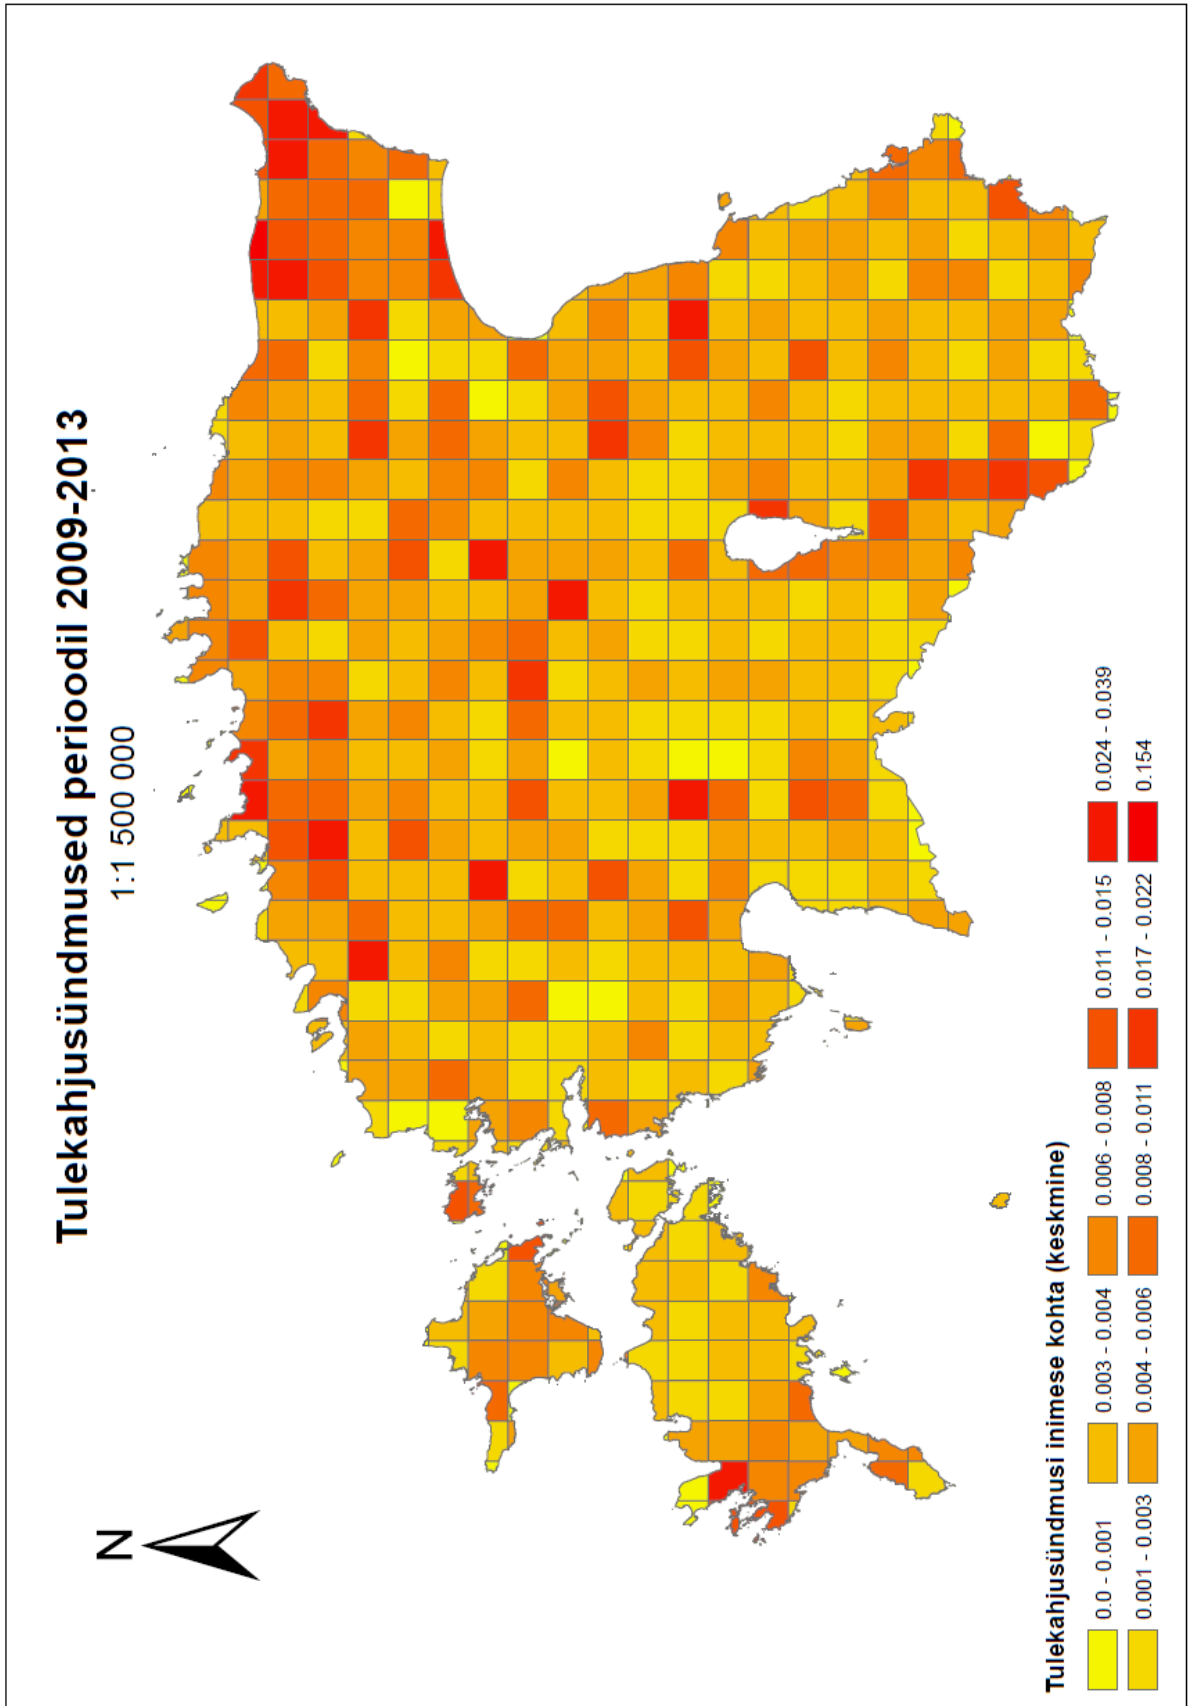 Tulekahjusündmused perioodil 2009-2013
1:1 500 000
N
Tulekahjusündmusi inimese kohta (keskmine)
0.0 - 0.001
0.003 - 0.004
0.006 - 0.008
0.011 - 0.015
0.024 - 0.039
0.001 - 0.003
0.004 - 0.006
0.008 - 0.011
0.017 - 0.022
0.154